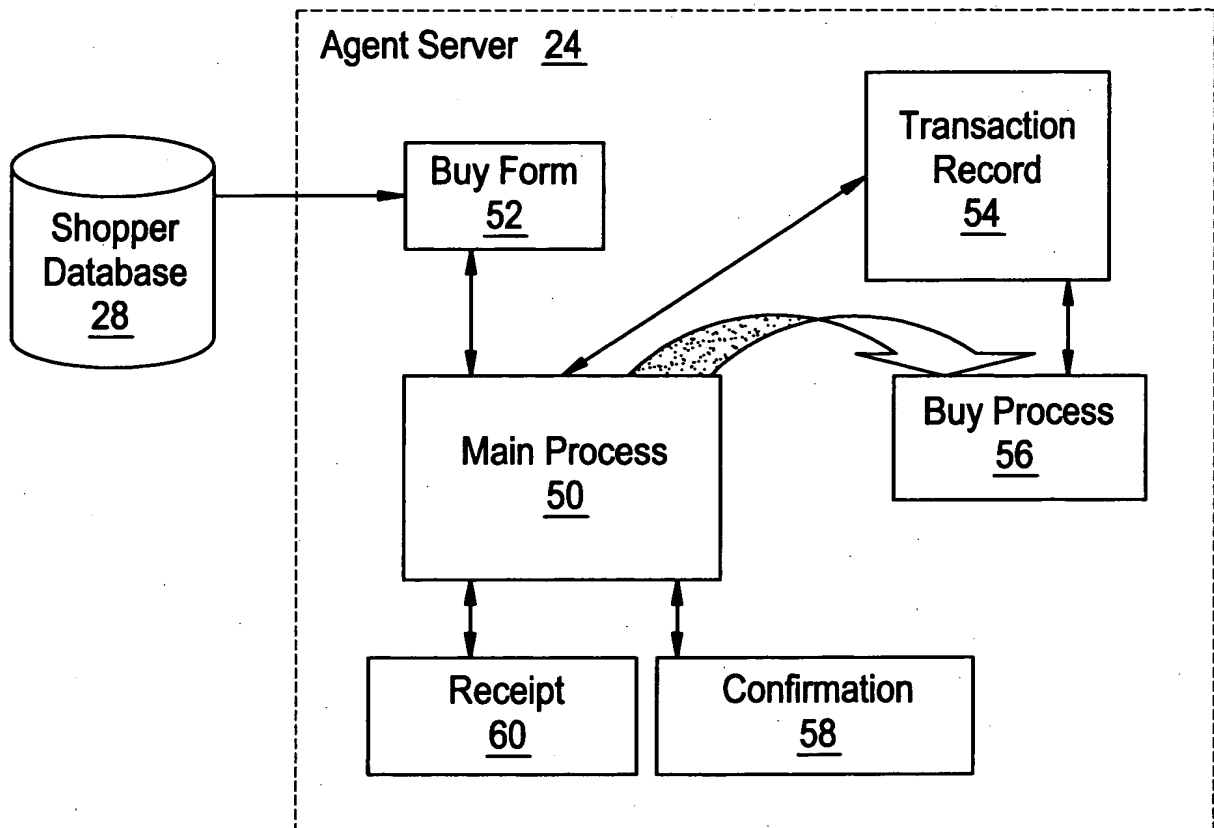 Agent Server 24
Shopper
Database
28
Buy Form
52
Transaction
Record
54
Main Process
50
Buy Process
56
Receipt
60
Confirmation
58